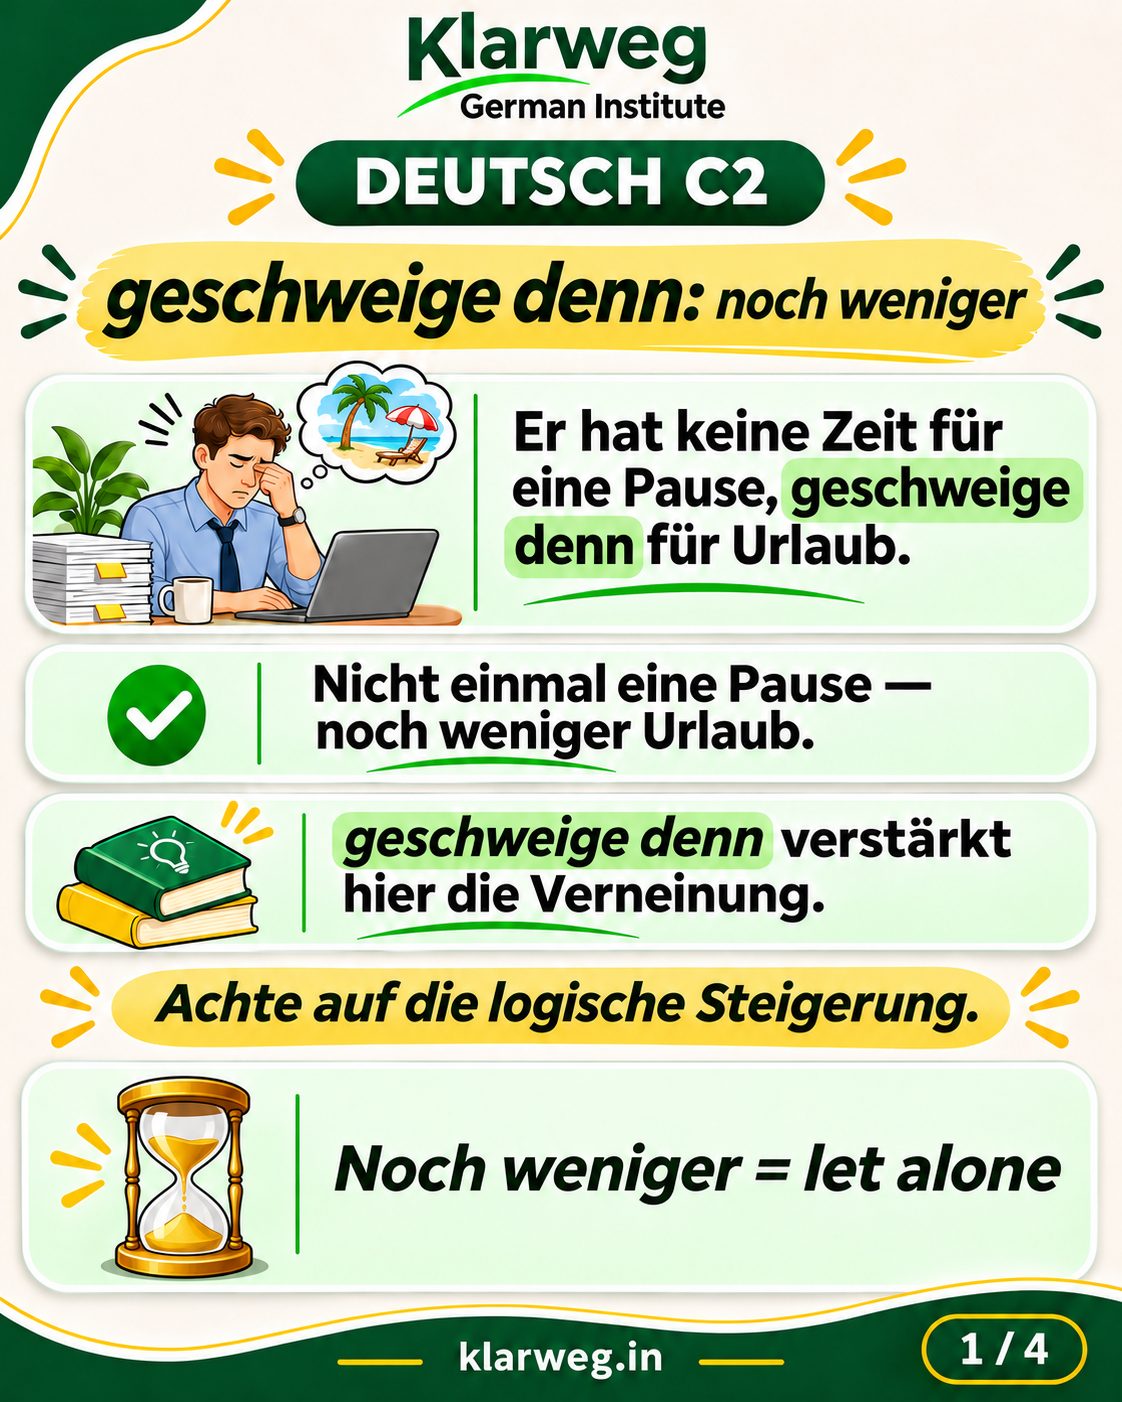 Klarweg
German Institute
DEUTSCH C2
geschweige denn: noch weniger
Er hat keine Zeit für
eine Pause, geschweige
denn für Urlaub.
Nicht einmal eine Pause —
noch weniger Urlaub.
geschweige denn verstärkt
hier die Verneinung.
Achte auf die logische Steigerung.
Noch weniger = let alone
klarweg.in
1 / 4